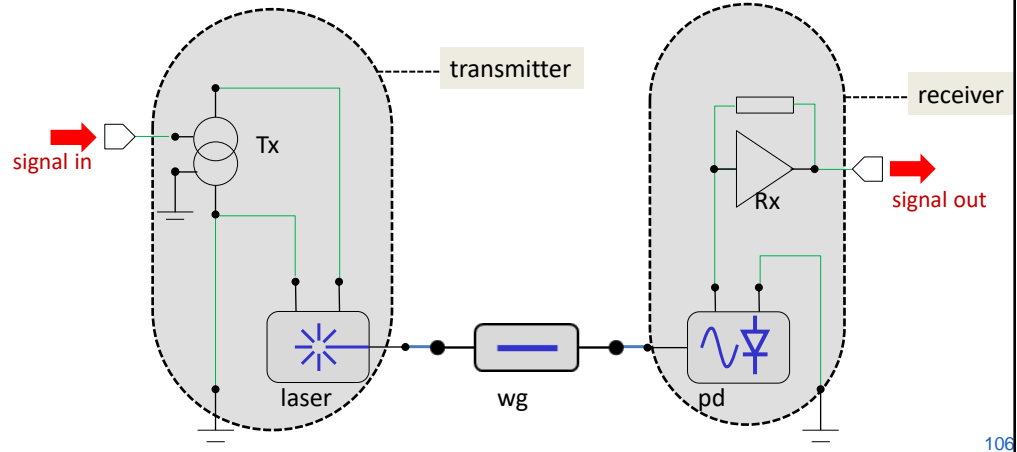 transmitter
receiver
signal in
Tx
Rx
signal out
laser
wg
pd
106